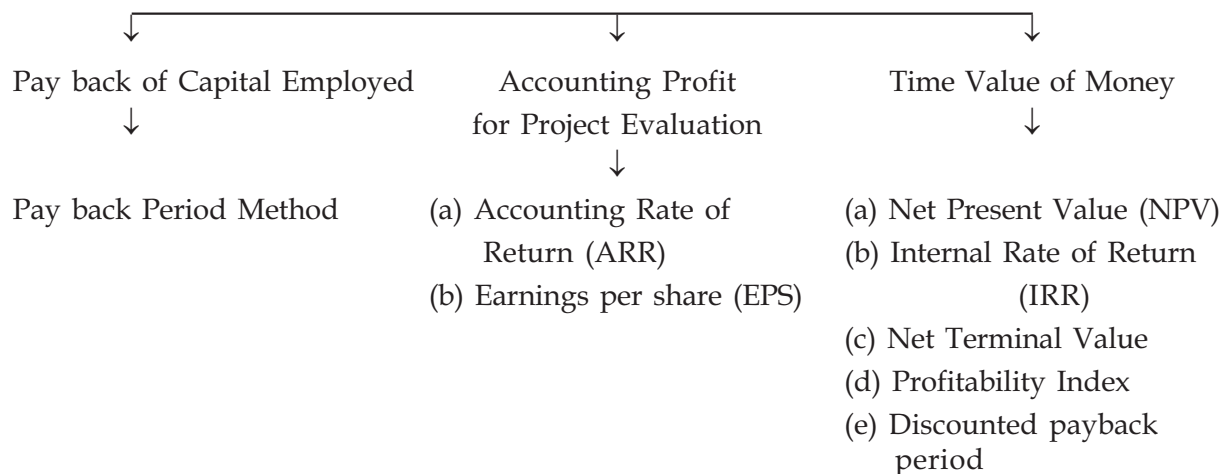 Pay back of Capital Employed
Pay back Period Method
Accounting Profit
for Project Evaluation
(a) Accounting Rate of
Return (ARR)
(b) Earnings per share (EPS)
Time Value of Money
(a) Net Present Value (NPV)
(b) Internal Rate of Return
(IRR)
(c) Net Terminal Value
(d) Profitability Index
(e) Discounted payback
period